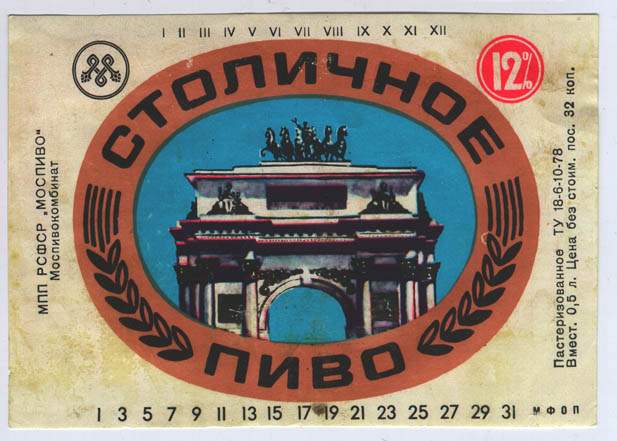 I II III IV V VI VII VIII IX X XI XII
12%
СТОЛИЧНОЕ
ПИВО
МПП РСФСР „МОСПИВО"
Моспивокомбинат
Пастеризованное ТУ 18-6-10-78
Вмест. 0,5 л. Цена без стоим. пос. 32 коп.
1 3 5 7 9 11 13 15 17 19 21 23 25 27 29 31 МФОП